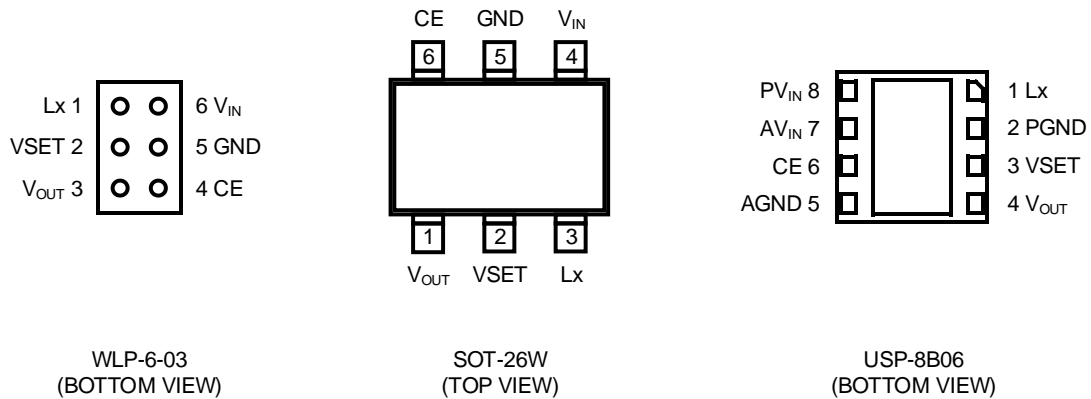 Lx 1
6 VIN
VSET 2
5 GND
VOUT 3
4 CE
WLP-6-03
(BOTTOM VIEW)
CE GND VIN
6 5 4
1 2 3
VOUT VSET Lx
SOT-26W
(TOP VIEW)
PVIN 8
1 Lx
AVIN 7
2 PGND
CE 6
3 VSET
AGND 5
4 VOUT
USP-8B06
(BOTTOM VIEW)